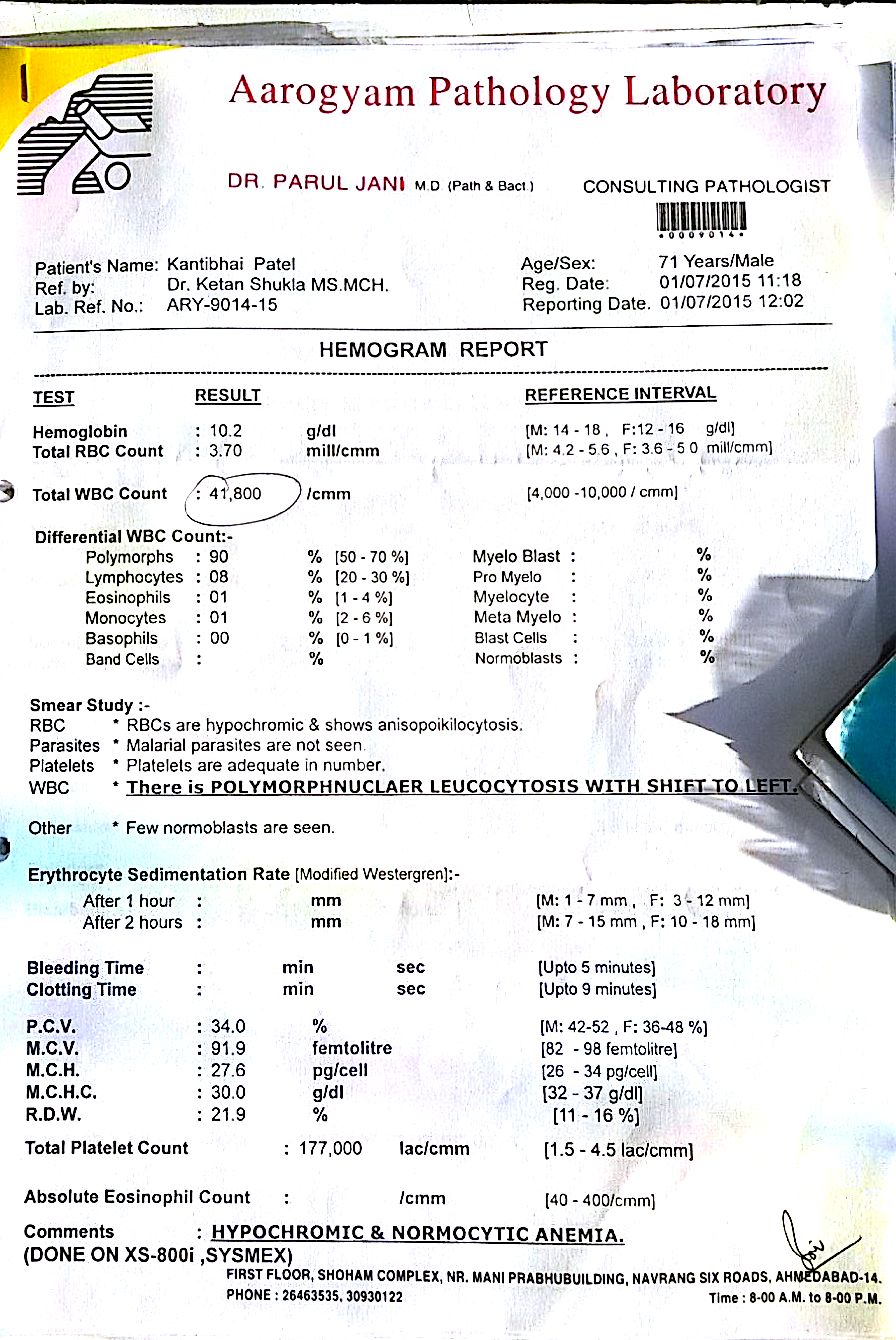 Aarogyam Pathology Laboratory
DR. PARUL JANI M.D (Path & Bact.) CONSULTING PATHOLOGIST
*0009014*
Patient's Name: Kantibhai Patel Age/Sex: 71 Years/Male
Ref. by: Dr. Ketan Shukla MS.MCH. Reg. Date: 01/07/2015 11:18
Lab. Ref. No.: ARY-9014-15 Reporting Date. 01/07/2015 12:02
HEMOGRAM REPORT
TEST RESULT REFERENCE INTERVAL
Hemoglobin : 10.2 g/dl [M: 14 - 18 , F:12 - 16 g/dl]
Total RBC Count : 3.70 mill/cmm [M: 4.2 - 5.6 , F: 3.6 - 5 0 mill/cmm]
Total WBC Count : 41,800 /cmm [4,000 -10,000 / cmm]
Differential WBC Count:-
Polymorphs : 90 % [50 - 70 %] Myelo Blast : %
Lymphocytes : 08 % [20 - 30 %] Pro Myelo : %
Eosinophils : 01 % [1 - 4 %] Myelocyte : %
Monocytes : 01 % [2 - 6 %] Meta Myelo : %
Basophils : 00 % [0 - 1 %] Blast Cells : %
Band Cells : % Normoblasts : %
Smear Study :-
RBC * RBCs are hypochromic & shows anisopoikilocytosis.
Parasites * Malarial parasites are not seen.
Platelets * Platelets are adequate in number.
WBC * There is POLYMORPHNUCLAER LEUCOCYTOSIS WITH SHIFT TO LEFT.
Other * Few normoblasts are seen.
Erythrocyte Sedimentation Rate [Modified Westergren]:-
After 1 hour : mm [M: 1 - 7 mm , F: 3 - 12 mm]
After 2 hours : mm [M: 7 - 15 mm , F: 10 - 18 mm]
Bleeding Time : min sec [Upto 5 minutes]
Clotting Time : min sec [Upto 9 minutes]
P.C.V. : 34.0 % [M: 42-52 , F: 36-48 %]
M.C.V. : 91.9 femtolitre [82 - 98 femtolitre]
M.C.H. : 27.6 pg/cell [26 - 34 pg/cell]
M.C.H.C. : 30.0 g/dl [32 - 37 g/dl]
R.D.W. : 21.9 % [11 - 16 %]
Total Platelet Count : 177,000 lac/cmm [1.5 - 4.5 lac/cmm]
Absolute Eosinophil Count : /cmm [40 - 400/cmm]
Comments : HYPOCHROMIC & NORMOCYTIC ANEMIA.
(DONE ON XS-800i ,SYSMEX)
FIRST FLOOR, SHOHAM COMPLEX, NR. MANI PRABHUBUILDING, NAVRANG SIX ROADS, AHMEDABAD-14.
PHONE : 26463535, 30930122 Time : 8-00 A.M. to 8-00 P.M.